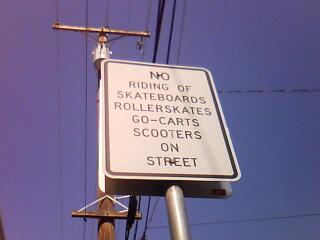 NO
RIDING OF
SKATEBOARDS
ROLLERSKATES
GO-CARTS
SCOOTERS
ON
STREET